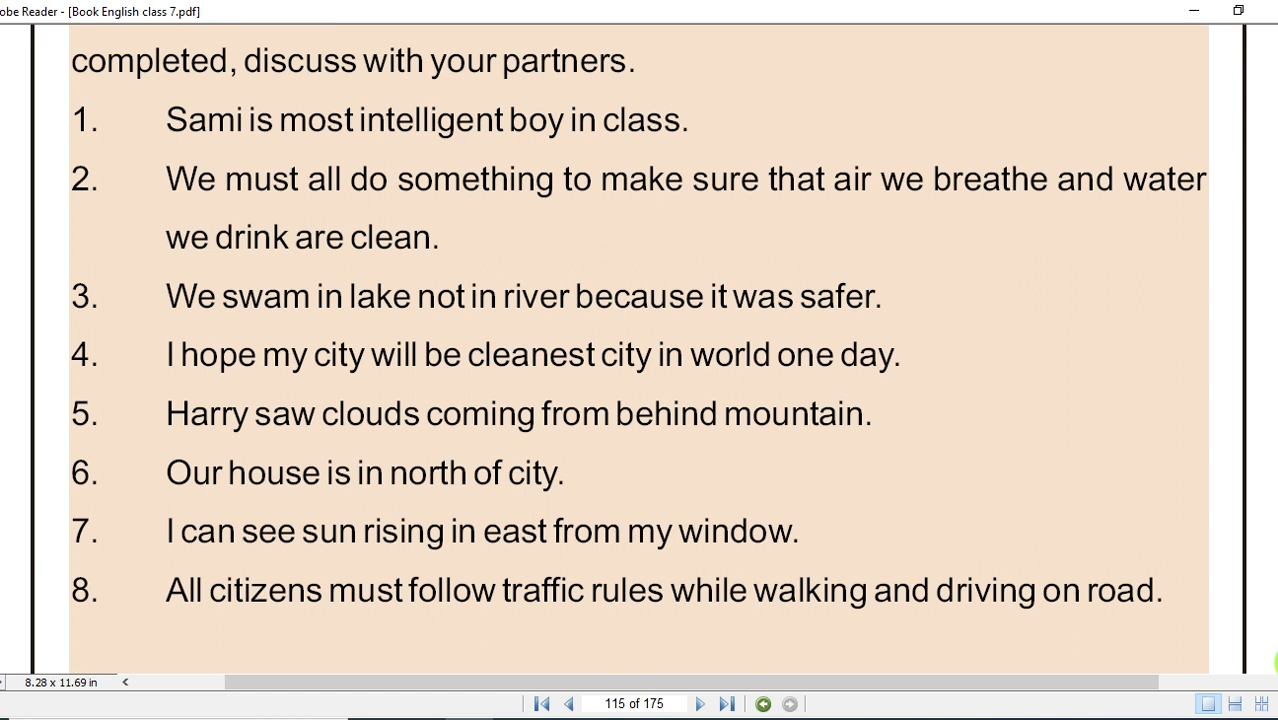 obe Reader - [Book English class 7.pdf]
completed, discuss with your partners.
1. Sami is most intelligent boy in class.
2. We must all do something to make sure that air we breathe and water
we drink are clean.
3. We swam in lake not in river because it was safer.
4. I hope my city will be cleanest city in world one day.
5. Harry saw clouds coming from behind mountain.
6. Our house is in north of city.
7. I can see sun rising in east from my window.
8. All citizens must follow traffic rules while walking and driving on road.
8.28 x 11.69 in
115 of 175